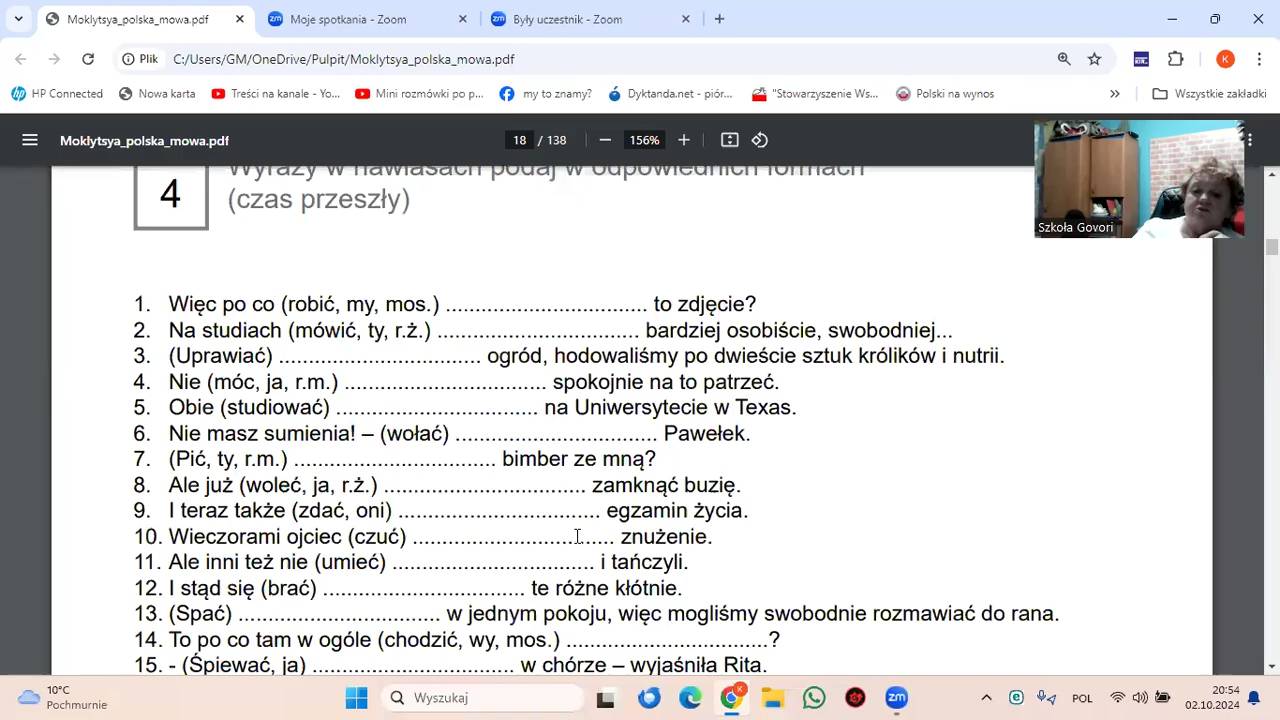 Moklytsya_polska_mowa.pdf
Moje spotkania - Zoom
Były uczestnik - Zoom
Plik
C:/Users/GM/OneDrive/Pulpit/Moklytsya_polska_mowa.pdf
K
HP Connected
Nowa karta
Treści na kanale - Yo...
Mini rozmówki po p...
my to znamy?
Dyktanda.net - piór...
"Stowarzyszenie Ws...
Polski na wynos
Wszystkie zakładki
Moklytsya_polska_mowa.pdf
18 / 138
156%
Szkoła Govori
4
Wyrazy w nawiasach podaj w odpowiednich formach
(czas przeszły)
1. Więc po co (robić, my, mos.) .................................. to zdjęcie?
2. Na studiach (mówić, ty, r.ż.) .................................. bardziej osobiście, swobodniej...
3. (Uprawiać) .................................. ogród, hodowaliśmy po dwieście sztuk królików i nutrii.
4. Nie (móc, ja, r.m.) .................................. spokojnie na to patrzeć.
5. Obie (studiować) .................................. na Uniwersytecie w Texas.
6. Nie masz sumienia! – (wołać) .................................. Pawełek.
7. (Pić, ty, r.m.) .................................. bimber ze mną?
8. Ale już (woleć, ja, r.ż.) .................................. zamknąć buzię.
9. I teraz także (zdać, oni) .................................. egzamin życia.
10. Wieczorami ojciec (czuć) .................................. znużenie.
11. Ale inni też nie (umieć) .................................. i tańczyli.
12. I stąd się (brać) .................................. te różne kłótnie.
13. (Spać) .................................. w jednym pokoju, więc mogliśmy swobodnie rozmawiać do rana.
14. To po co tam w ogóle (chodzić, wy, mos.) ..................................?
15. - (Śpiewać, ja) .................................. w chórze – wyjaśniła Rita.
10°C
Pochmurnie
Wyszukaj
POL
20:54
02.10.2024